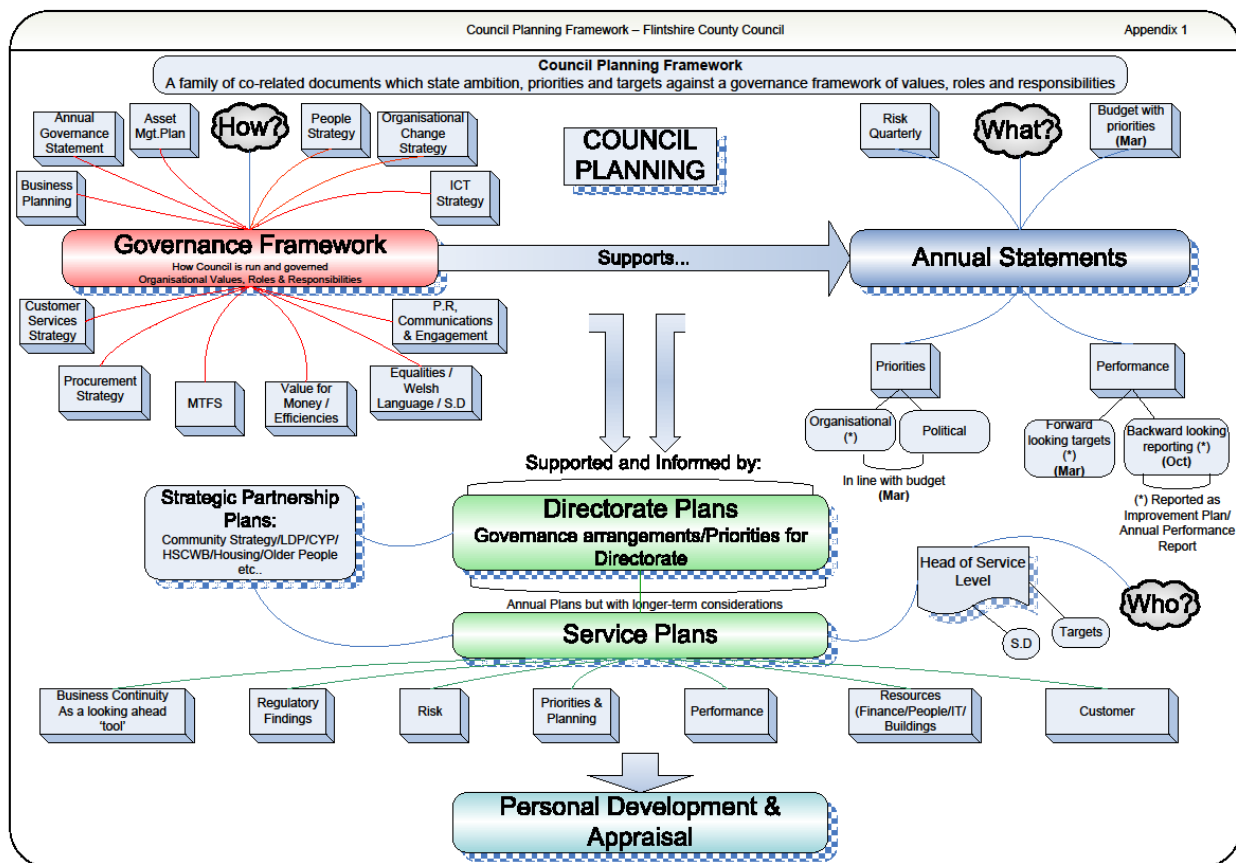 Council Planning Framework – Flintshire County Council
Appendix 1
Council Planning Framework
A family of co-related documents which state ambition, priorities and targets against a governance framework of values, roles and responsibilities
Annual
Governance
Statement
Asset
Mgt.Plan
How?
People
Strategy
Organisational
Change
Strategy
Business
Planning
ICT
Strategy
COUNCIL
PLANNING
Risk
Quarterly
What?
Budget with
priorities
(Mar)
Governance Framework
How Council is run and governed
Organisational Values, Roles & Responsibilities
Supports...
Annual Statements
Customer
Services
Strategy
P.R,
Communications
& Engagement
Procurement
Strategy
MTFS
Value for
Money /
Efficiencies
Equalities /
Welsh
Language / S.D
Priorities
Performance
Organisational
(*)
Political
Forward
looking targets
(*)
(Mar)
Backward looking
reporting (*)
(Oct)
In line with budget
(Mar)
(*) Reported as
Improvement Plan/
Annual Performance
Report
Supported and Informed by:
Strategic Partnership
Plans:
Community Strategy/LDP/CYP/
HSCWB/Housing/Older People
etc..
Directorate Plans
Governance arrangements/Priorities for
Directorate
Head of Service
Level
Who?
S.D
Targets
Annual Plans but with longer-term considerations
Service Plans
Business Continuity
As a looking ahead
‘tool’
Regulatory
Findings
Risk
Priorities &
Planning
Performance
Resources
(Finance/People/IT/
Buildings
Customer
Personal Development &
Appraisal